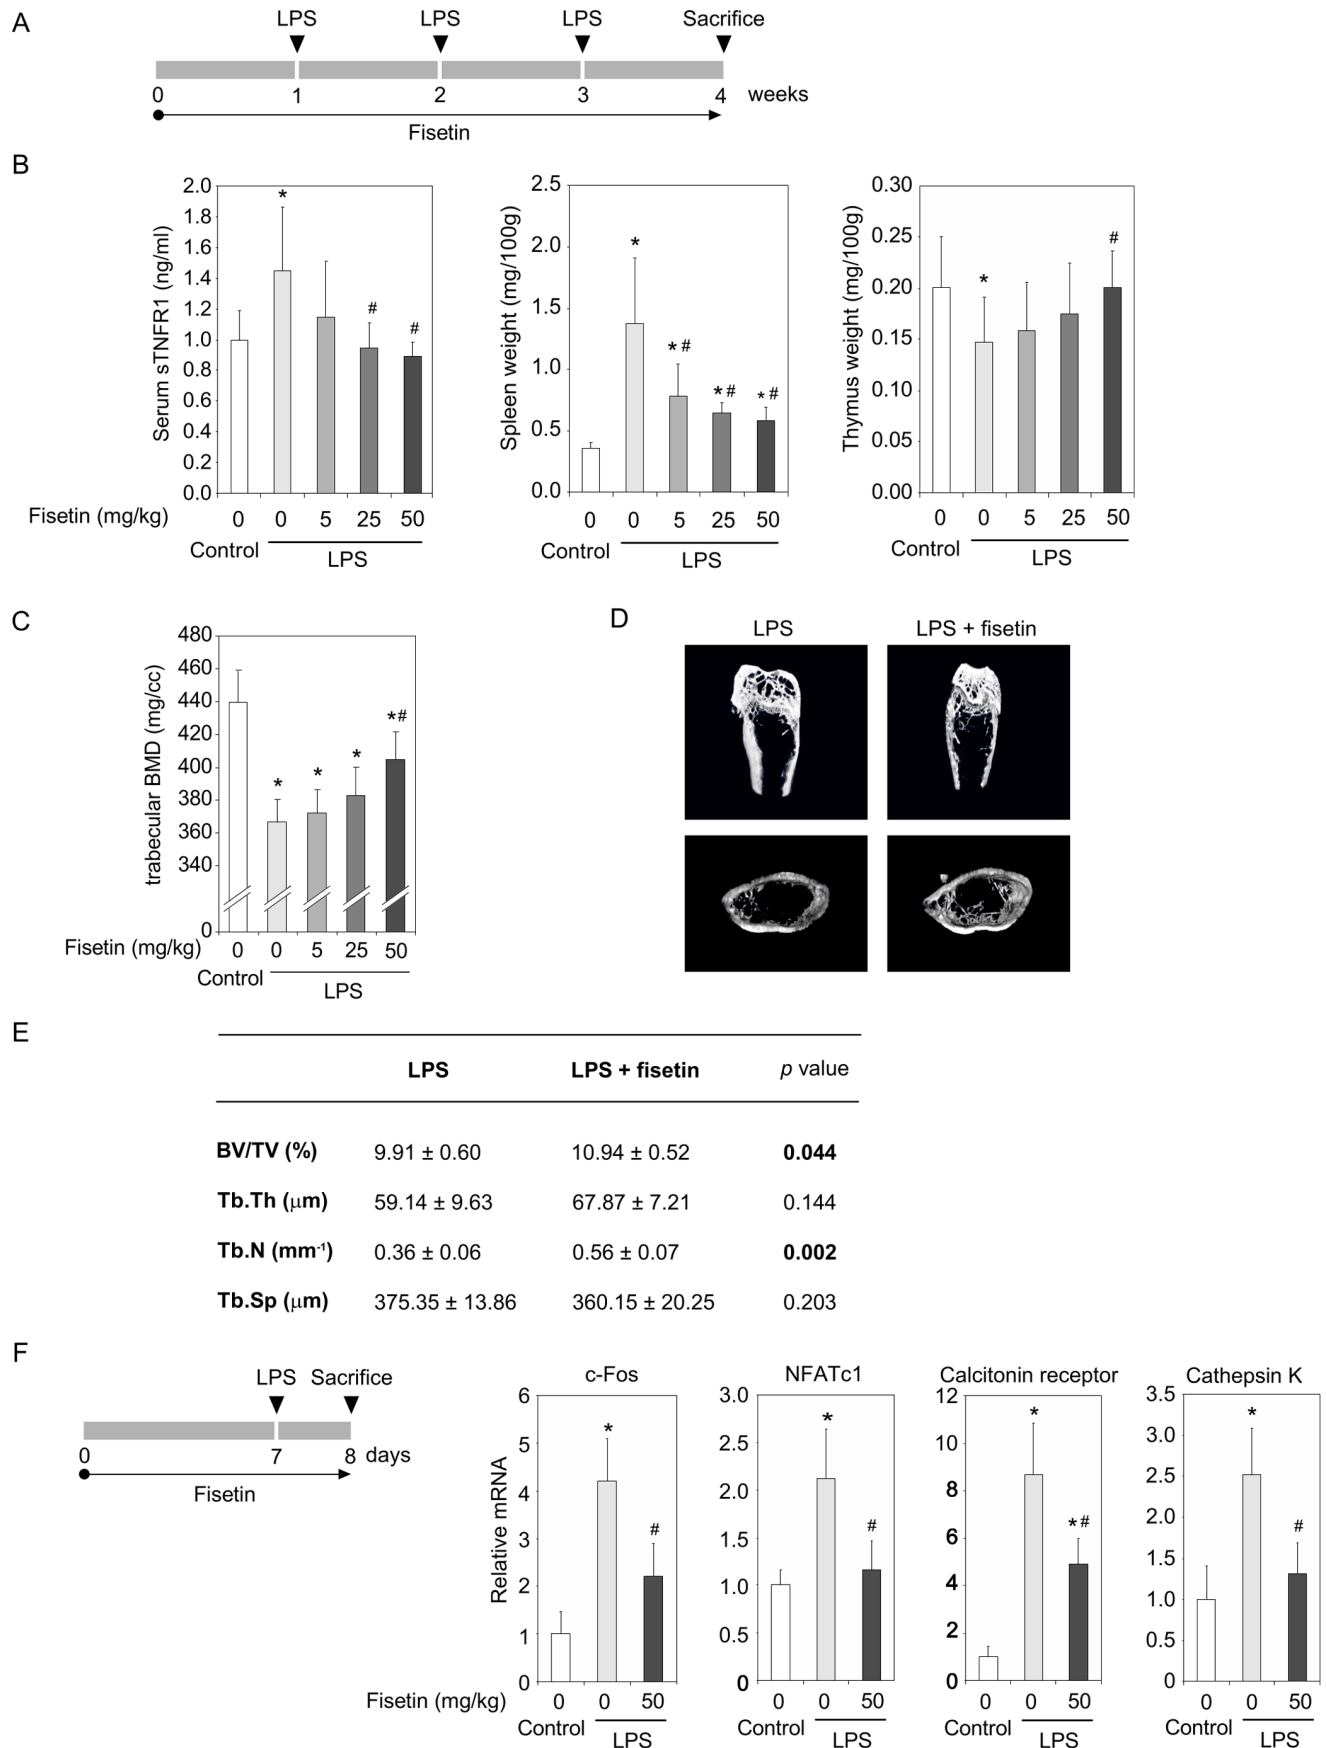 A
LPS LPS LPS Sacrifice
0 1 2 3 4 weeks
Fisetin
B
Serum sTNFR1 (ng/ml)
2.0
1.8
1.6
1.4
1.2
1.0
0.8
0.6
0.4
0.2
0.0
*
#
#
Spleen weight (mg/100g)
2.5
2.0
1.5
1.0
0.5
0.0
*
*#
*#
*#
Thymus weight (mg/100g)
0.30
0.25
0.20
0.15
0.10
0.05
0.00
*
#
Fisetin (mg/kg) 0 0 5 25 50 0 0 5 25 50 0 0 5 25 50
Control LPS Control LPS Control LPS
C
trabecular BMD (mg/cc)
480
460
440
420
400
380
360
340
0
*
*
*
*#
Fisetin (mg/kg) 0 0 5 25 50
Control LPS
D
LPS LPS + fisetin
E
LPS LPS + fisetin p value
BV/TV (%) 9.91 ± 0.60 10.94 ± 0.52 0.044
Tb.Th (μm) 59.14 ± 9.63 67.87 ± 7.21 0.144
Tb.N (mm⁻¹) 0.36 ± 0.06 0.56 ± 0.07 0.002
Tb.Sp (μm) 375.35 ± 13.86 360.15 ± 20.25 0.203
F
LPS Sacrifice
0 7 8 days
Fisetin
Relative mRNA
c-Fos
6
5
4
3
2
1
0
*
#
NFATc1
3.0
2.5
2.0
1.5
1.0
0.5
0
*
#
Calcitonin receptor
12
10
8
6
4
2
0
*
*#
Cathepsin K
3.5
3.0
2.5
2.0
1.5
1.0
0.5
0
*
#
Fisetin (mg/kg) 0 0 50 0 0 50 0 0 50 0 0 50
Control LPS Control LPS Control LPS Control LPS